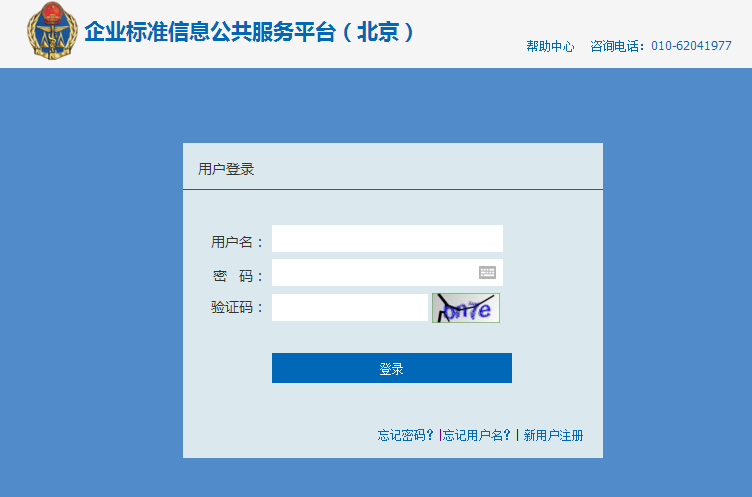 企业标准信息公共服务平台（北京）
帮助中心 咨询电话：010-62041977
用户登录
用户名：
密 码：
验证码：
登录
忘记密码？|忘记用户名？| 新用户注册